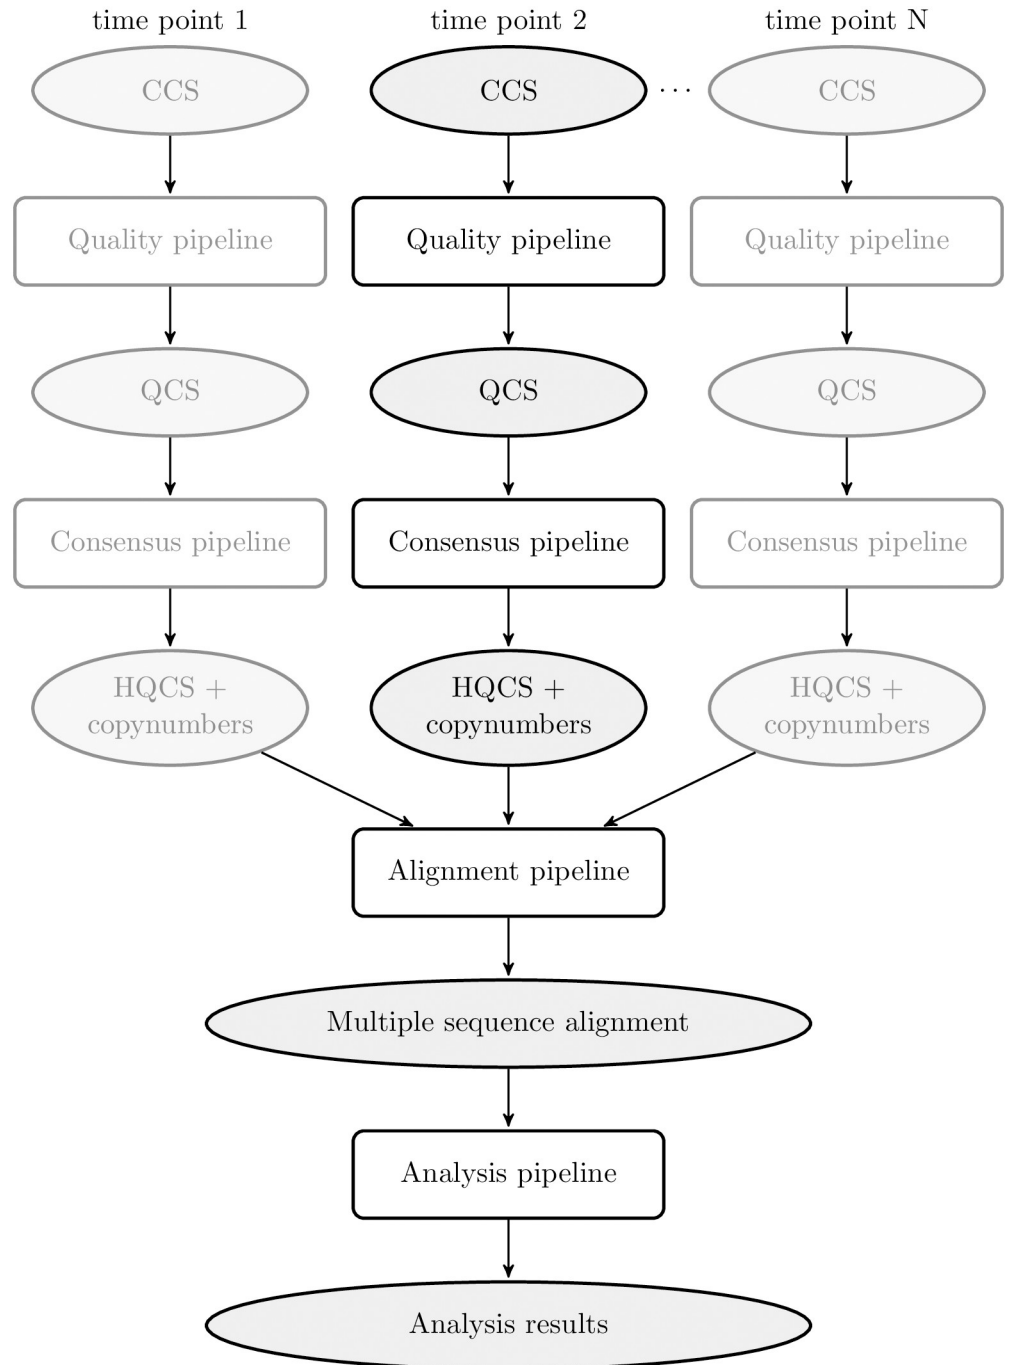 time point 1
time point 2
time point N
CCS
CCS
...
CCS
Quality pipeline
Quality pipeline
Quality pipeline
QCS
QCS
QCS
Consensus pipeline
Consensus pipeline
Consensus pipeline
HQCS +
copynumbers
HQCS +
copynumbers
HQCS +
copynumbers
Alignment pipeline
Multiple sequence alignment
Analysis pipeline
Analysis results